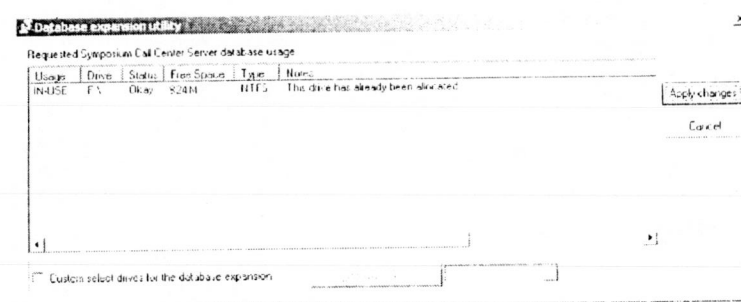 Database expansion utility
Requested Symposium Call Center Server database usage
Usage Drive Status Free Space Type Notes
IN-USE F:\ Okay 824M NTFS This drive has already been allocated
Apply changes
Cancel
Custom select drives for the database expansion